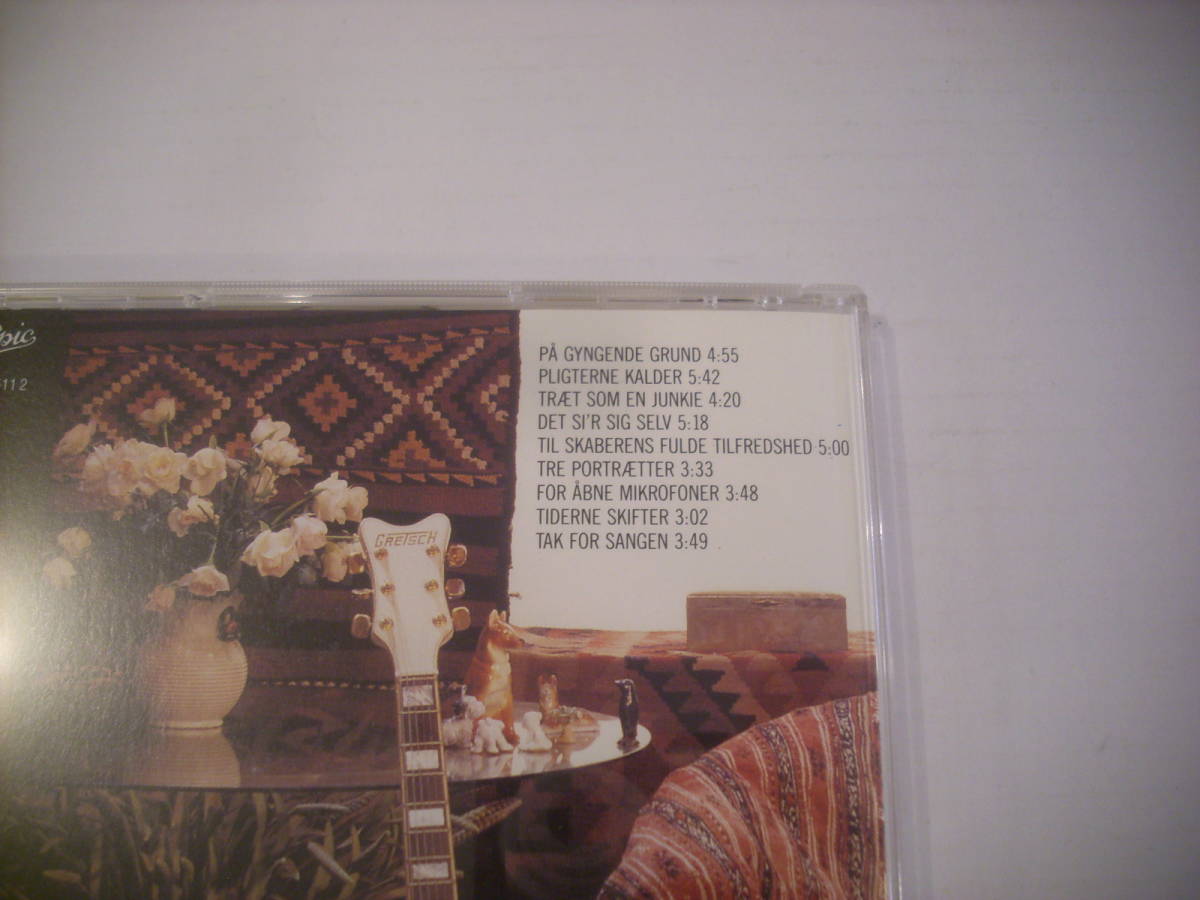 PÅ GYNGENDE GRUND 4:55
PLIGTERNE KALDER 5:42
TRÆT SOM EN JUNKIE 4:20
DET SI'R SIG SELV 5:18
TIL SKABERENS FULDE TILFREDSHED 5:00
TRE PORTRÆTTER 3:33
FOR ÅBNE MIKROFONER 3:48
TIDERNE SKIFTER 3:02
TAK FOR SANGEN 3:49
GRETSCH